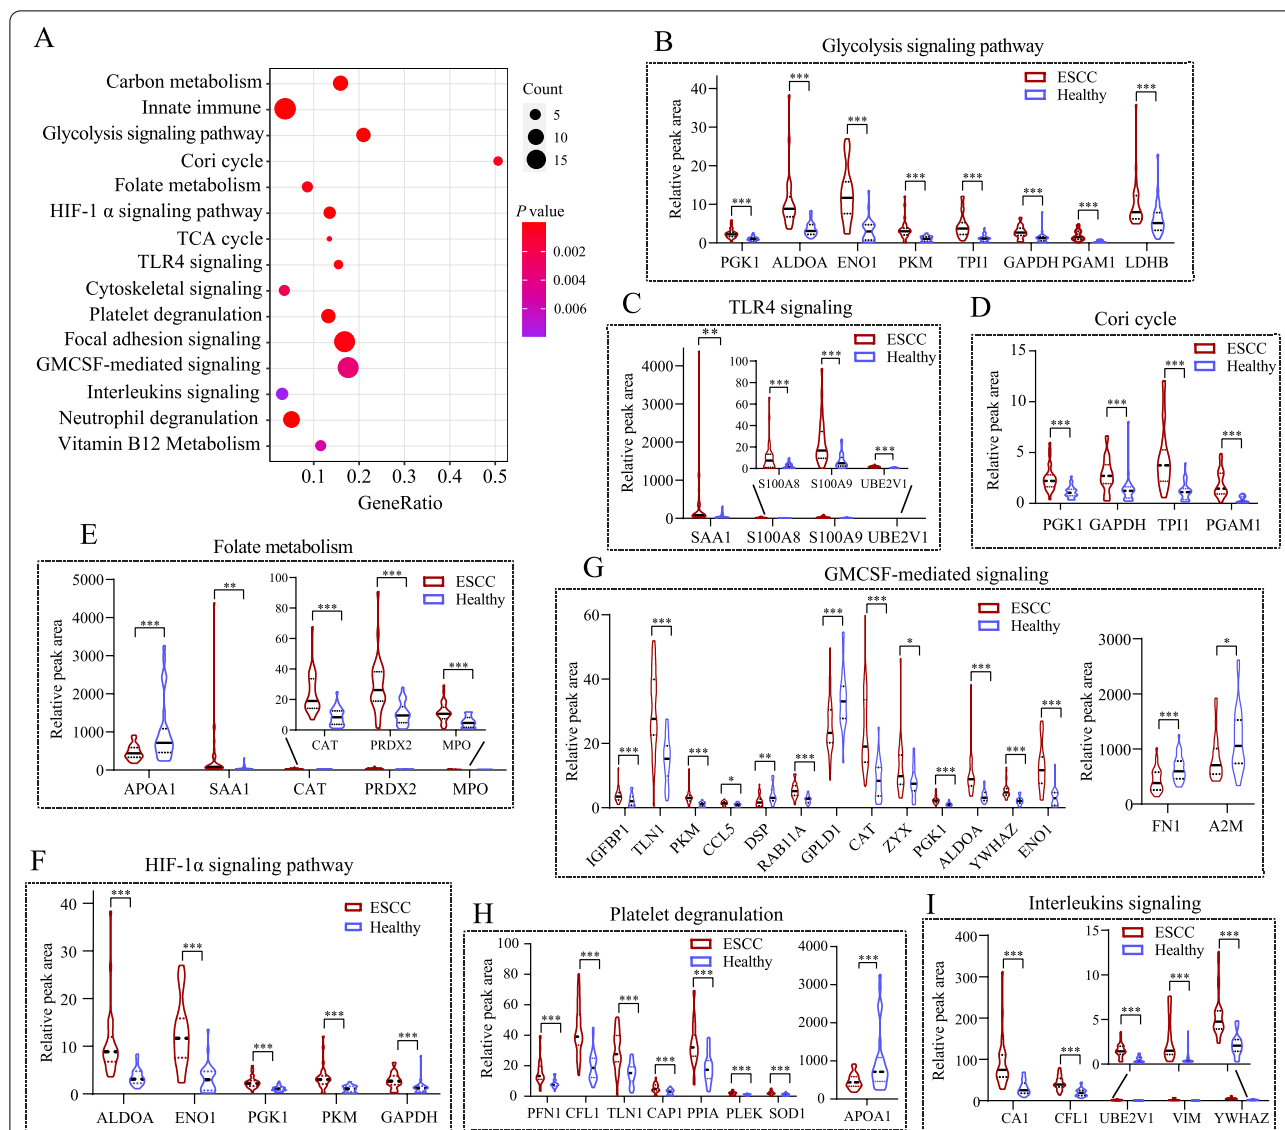 A
Carbon metabolism
Innate immune
Glycolysis signaling pathway
Cori cycle
Folate metabolism
HIF-1 α signaling pathway
TCA cycle
TLR4 signaling
Cytoskeletal signaling
Platelet degranulation
Focal adhesion signaling
GMCSF-mediated signaling
Interleukins signaling
Neutrophil degranulation
Vitamin B12 Metabolism
0.1 0.2 0.3 0.4 0.5
GeneRatio
Count
5
10
15
P value
0.002
0.004
0.006
B
Glycolysis signaling pathway
ESCC
Healthy
Relative peak area
40
30
20
10
0
*** *** *** *** *** *** *** ***
PGK1 ALDOA ENO1 PKM TPI1 GAPDH PGAM1 LDHB
C
TLR4 signaling
ESCC
Healthy
Relative peak area
4000
3000
2000
1000
0
**
100
80
60
40
20
0
*** *** ***
S100A8 S100A9 UBE2V1
SAA1 S100A8 S100A9 UBE2V1
D
Cori cycle
ESCC
Healthy
Relative peak area
15
10
5
0
*** *** *** ***
PGK1 GAPDH TPI1 PGAM1
E
Folate metabolism
ESCC
Healthy
Relative peak area
5000
4000
3000
2000
1000
0
*** **
100
80
60
40
20
0
*** *** ***
CAT PRDX2 MPO
APOA1 SAA1 CAT PRDX2 MPO
F
HIF-1α signaling pathway
ESCC
Healthy
Relative peak area
40
30
20
10
0
*** *** *** *** ***
ALDOA ENO1 PGK1 PKM GAPDH
G
GMCSF-mediated signaling
ESCC
Healthy
Relative peak area
60
40
20
0
*** *** *** * ** *** *** *** * *** *** *** ***
IGFBP1 TLN1 PKM CCL5 DSP RAB11A GPLD1 CAT ZYX PGK1 ALDOA YWHAZ ENO1
3000
2000
1000
0
*** *
FN1 A2M
H
Platelet degranulation
ESCC
Healthy
Relative peak area
100
80
60
40
20
0
*** *** *** *** *** *** ***
PFN1 CFL1 TLN1 CAP1 PPIA PLEK SOD1
4000
3000
2000
1000
0
***
APOA1
I
Interleukins signaling
ESCC
Healthy
Relative peak area
400
300
200
100
0
*** ***
15
10
5
0
*** *** ***
CA1 CFL1 UBE2V1 VIM YWHAZ